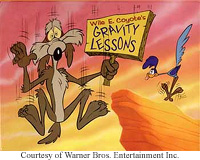 Wile E. Coyote's
GRAVITY
LESSONS
Courtesy of Warner Bros. Entertainment Inc.